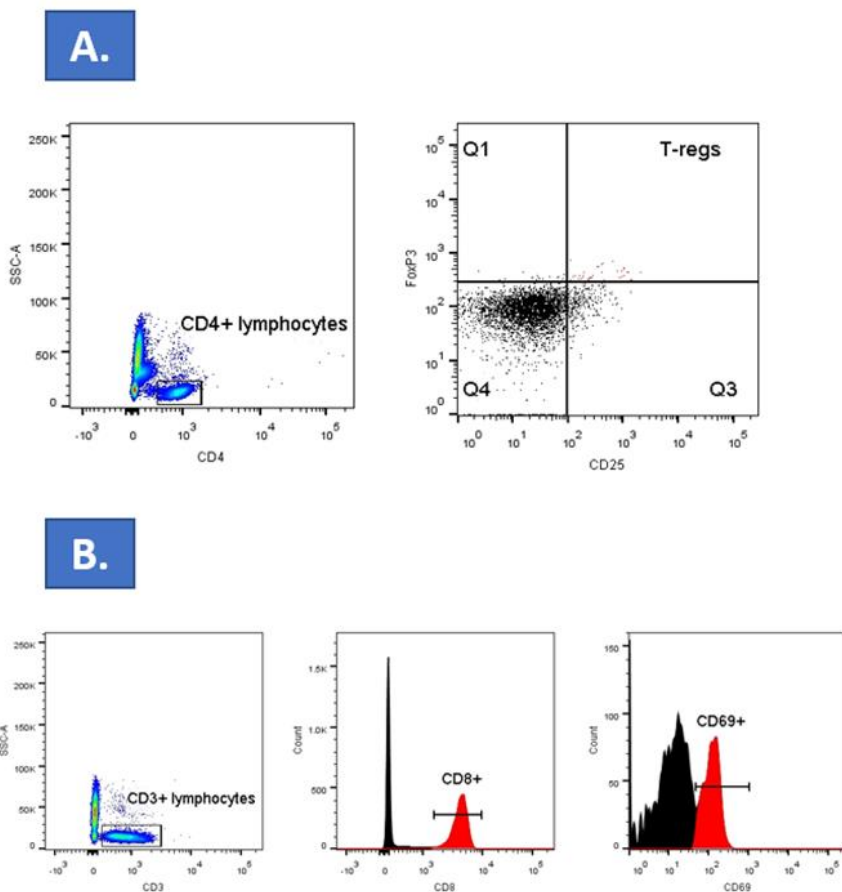 A.
250K
200K
150K
100K
50K
0
SSC-A
CD4+ lymphocytes
-10³ 0 10³ 10⁴ 10⁵
CD4
Q1 T-regs
10⁵
10⁴
10³
10²
10¹
10⁰
FoxP3
Q4 Q3
10⁰ 10¹ 10² 10³ 10⁴ 10⁵
CD25
B.
250K
200K
150K
100K
50K
0
SSC-A
CD3+ lymphocytes
-10³ 0 10³ 10⁴ 10⁵
CD3
1.5K
1.0K
500
0
Count
CD8+
-10³ 0 10³ 10⁴ 10⁵
CD8
150
100
50
0
Count
CD69+
10⁰ 10¹ 10² 10³ 10⁴ 10⁵
CD69